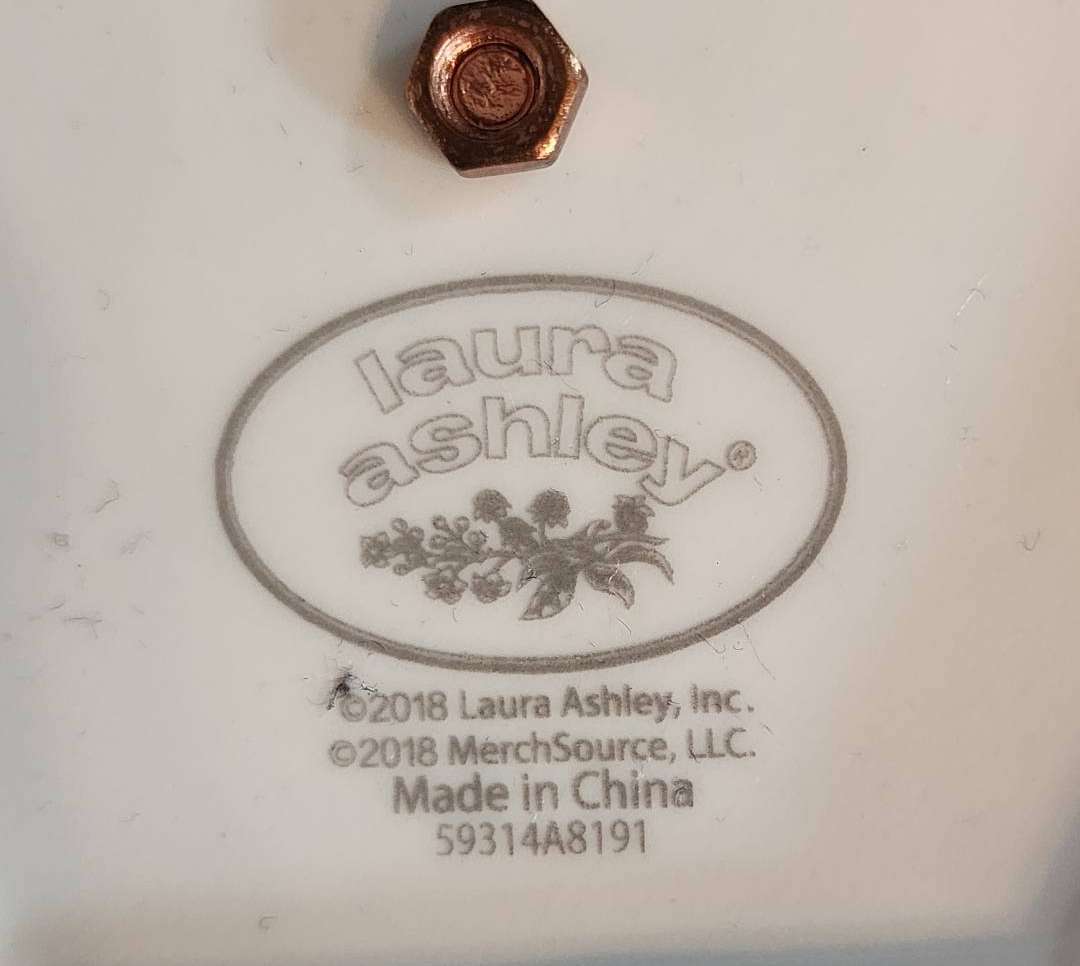 laura
ashley®
©2018 Laura Ashley, Inc.
©2018 MerchSource, LLC.
Made in China
59314A8191